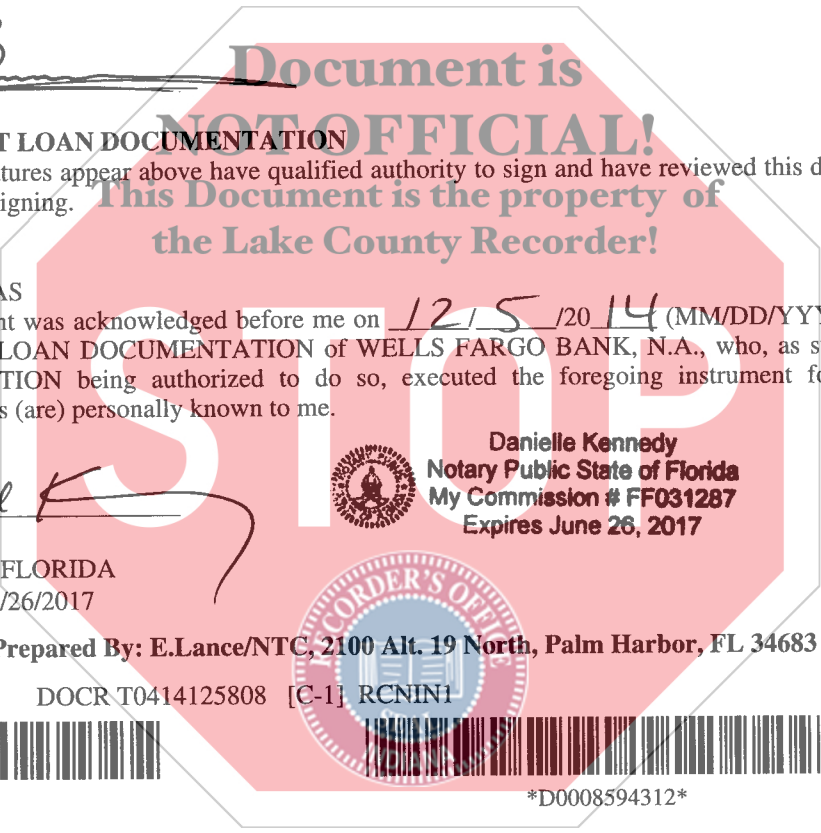 Document is
NOT OFFICIAL!
T LOAN DOCUMENTATION
tures appear above have qualified authority to sign and have reviewed this d
igning.
This Document is the property of
the Lake County Recorder!
AS
nt was acknowledged before me on 12/5/2014 (MM/DD/YYY
LOAN DOCUMENTATION of WELLS FARGO BANK, N.A., who, as s
TION being authorized to do so, executed the foregoing instrument fo
s (are) personally known to me.
STOP
Danielle Kennedy
Notary Public State of Florida
My Commission # FF031287
Expires June 26, 2017
FLORIDA
/26/2017
RECORDER'S OFFICE
Prepared By: E.Lance/NTC, 2100 Alt. 19 North, Palm Harbor, FL 34683
DOCR T0414125808 [C-1] RCNIN1
SEAL
INDIANA
*D0008594312*